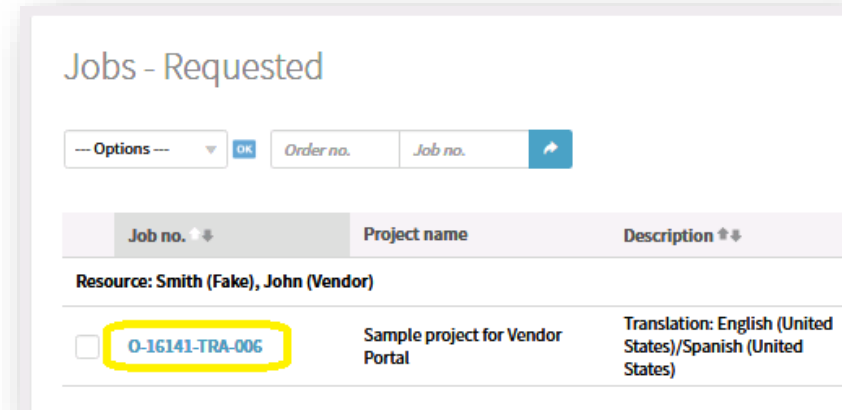 Jobs - Requested
--- Options --- OK Order no. Job no.
Job no. Project name Description
Resource: Smith (Fake), John (Vendor)
O-16141-TRA-006
Sample project for Vendor
Portal
Translation: English (United
States)/Spanish (United
States)